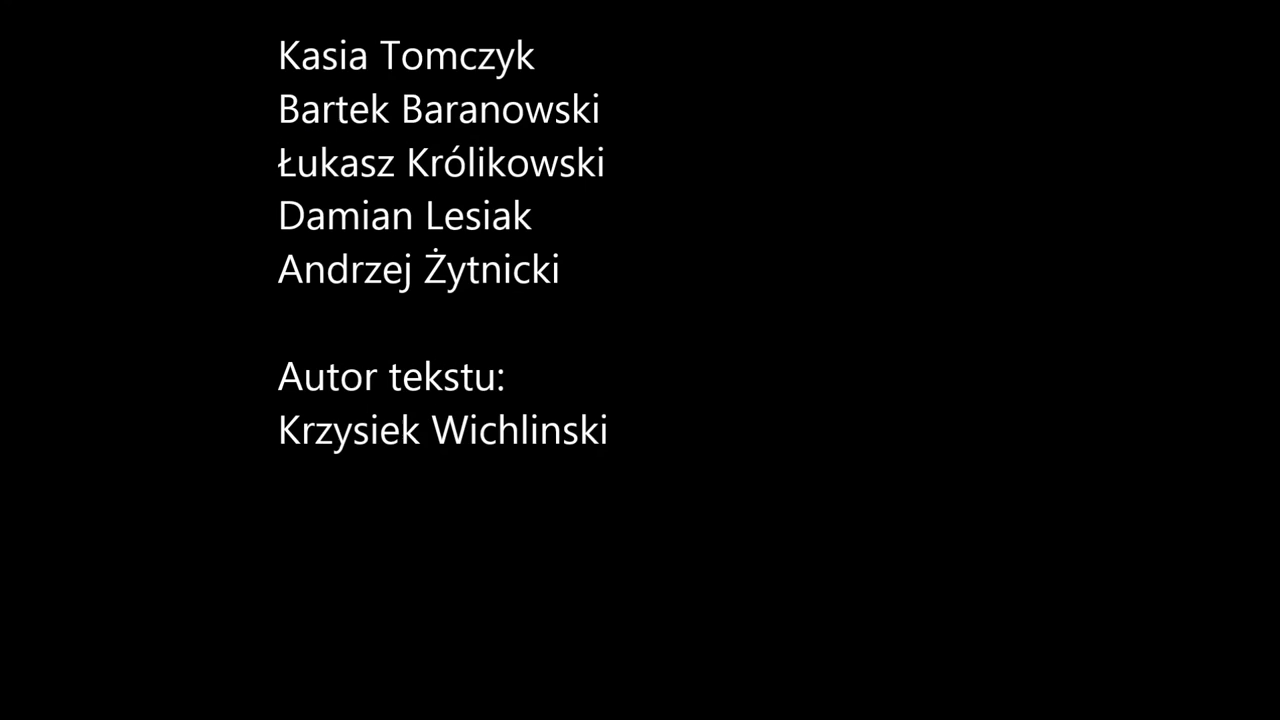 Kasia Tomczyk
Bartek Baranowski
Łukasz Królikowski
Damian Lesiak
Andrzej Żytnicki
Autor tekstu:
Krzysiek Wichlinski